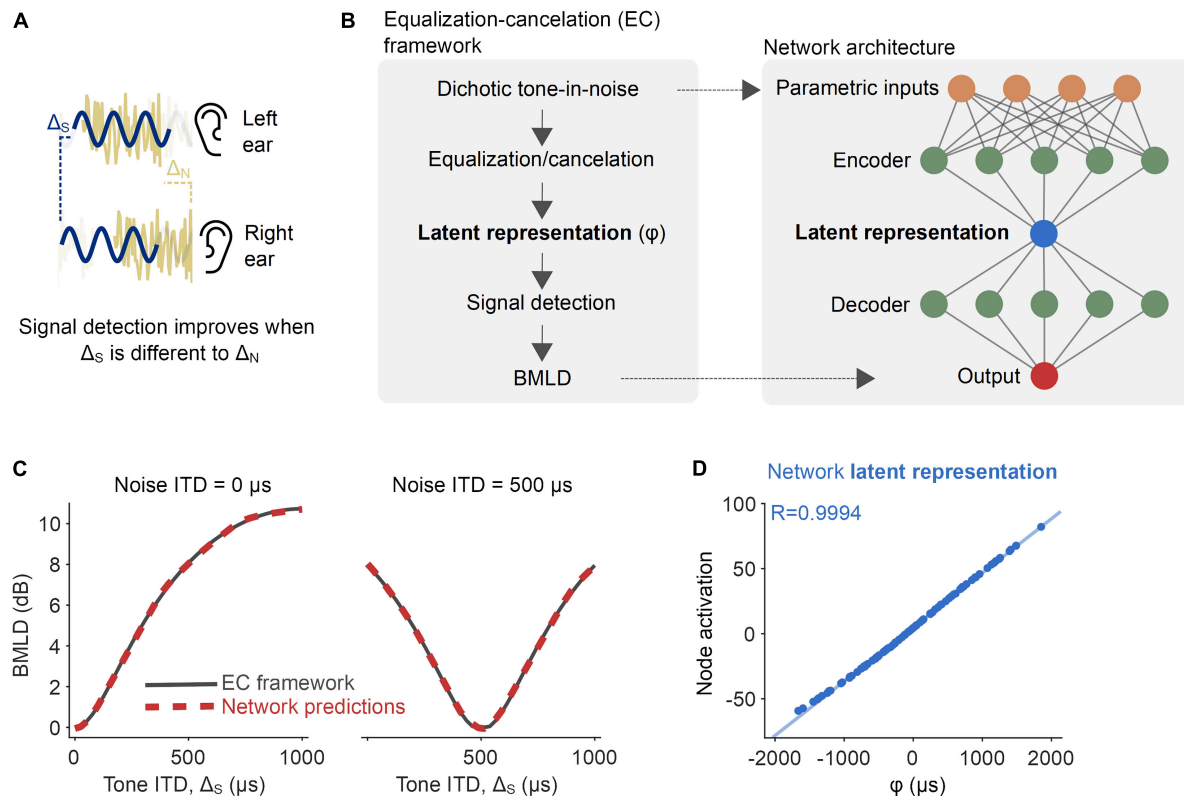 A
ΔS
Left
ear
ΔN
Right
ear
Signal detection improves when
ΔS is different to ΔN
B
Equalization-cancelation (EC)
framework
Dichotic tone-in-noise
Equalization/cancelation
Latent representation (φ)
Signal detection
BMLD
Network architecture
Parametric inputs
Encoder
Latent representation
Decoder
Output
C
Noise ITD = 0 µs
Noise ITD = 500 µs
BMLD (dB)
10
8
6
4
2
0
EC framework
Network predictions
0
500
1000
Tone ITD, ΔS (µs)
0
500
1000
Tone ITD, ΔS (µs)
D
Network latent representation
R=0.9994
Node activation
100
50
0
-50
-2000
-1000
0
1000
2000
φ (µs)